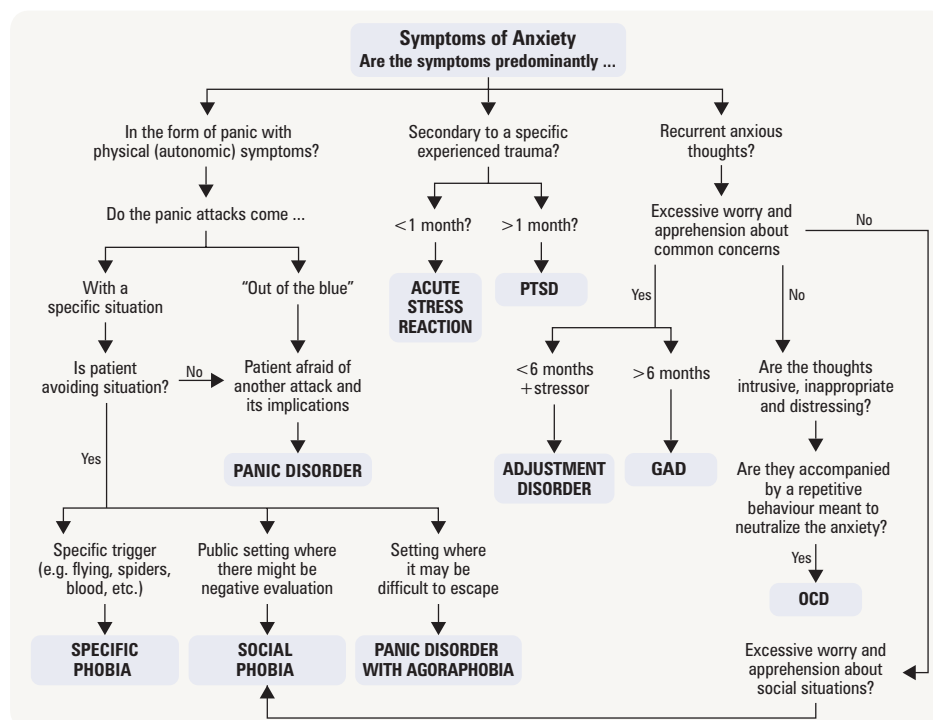 Symptoms of Anxiety
Are the symptoms predominantly ...
In the form of panic with
physical (autonomic) symptoms?
Do the panic attacks come ...
With a
specific situation
“Out of the blue”
Is patient
avoiding situation?
No
Patient afraid of
another attack and
its implications
PANIC DISORDER
Yes
Specific trigger
(e.g. flying, spiders,
blood, etc.)
SPECIFIC
PHOBIA
Public setting where
there might be
negative evaluation
SOCIAL
PHOBIA
Setting where
it may be
difficult to escape
PANIC DISORDER
WITH AGORAPHOBIA
Secondary to a specific
experienced trauma?
<1 month?
ACUTE
STRESS
REACTION
>1 month?
PTSD
Recurrent anxious
thoughts?
Excessive worry and
apprehension about
common concerns
No
Yes
No
<6 months
+stressor
ADJUSTMENT
DISORDER
>6 months
GAD
Are the thoughts
intrusive, inappropriate
and distressing?
Are they accompanied
by a repetitive
behaviour meant to
neutralize the anxiety?
Yes
OCD
Excessive worry and
apprehension about
social situations?